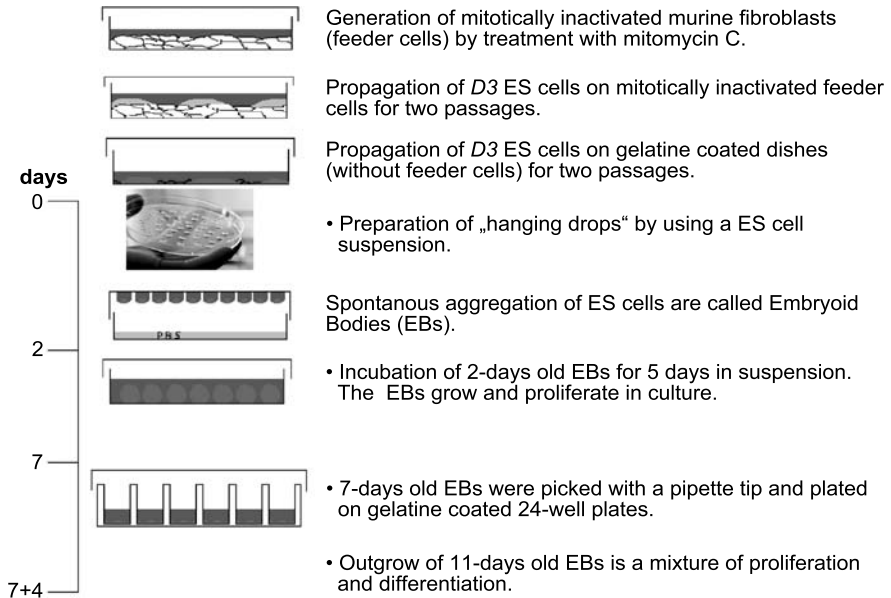 Generation of mitotically inactivated murine fibroblasts
(feeder cells) by treatment with mitomycin C.
Propagation of D3 ES cells on mitotically inactivated feeder
cells for two passages.
Propagation of D3 ES cells on gelatine coated dishes
(without feeder cells) for two passages.
days
0
• Preparation of „hanging drops“ by using a ES cell
suspension.
Spontanous aggregation of ES cells are called Embryoid
Bodies (EBs).
PBS
2
• Incubation of 2-days old EBs for 5 days in suspension.
The EBs grow and proliferate in culture.
7
• 7-days old EBs were picked with a pipette tip and plated
on gelatine coated 24-well plates.
• Outgrow of 11-days old EBs is a mixture of proliferation
and differentiation.
7+4